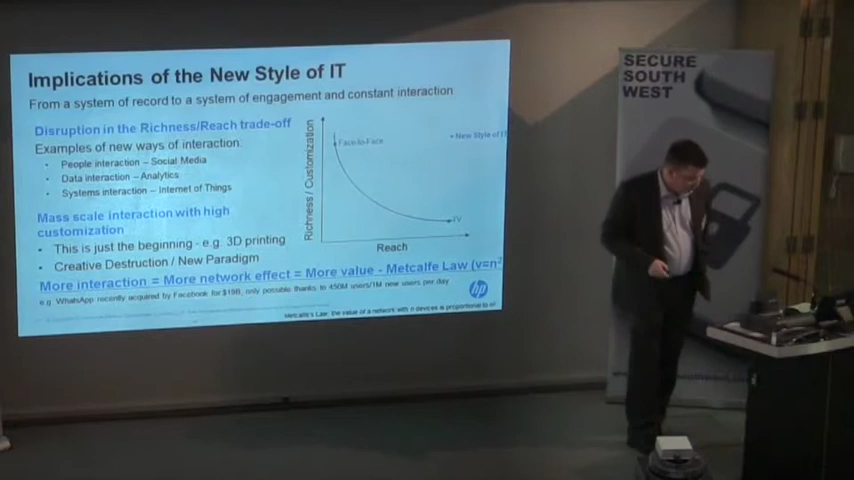 Implications of the New Style of IT
From a system of record to a system of engagement and constant interaction
Disruption in the Richness/Reach trade-off
Examples of new ways of interaction:
• People interaction – Social Media
• Data interaction – Analytics
• Systems interaction – Internet of Things
Mass scale interaction with high
customization
• This is just the beginning - e.g. 3D printing
• Creative Destruction / New Paradigm
Richness / Customization
Face-to-Face
New Style of IT
TV
Reach
More interaction = More network effect = More value - Metcalfe Law (v=n²
e.g. WhatsApp recently acquired by Facebook for $19B, only possible thanks to 450M users/1M new users per day
hp
Metcalfe's Law: the value of a network with n devices is proportional to n²
SECURE
SOUTH
WEST